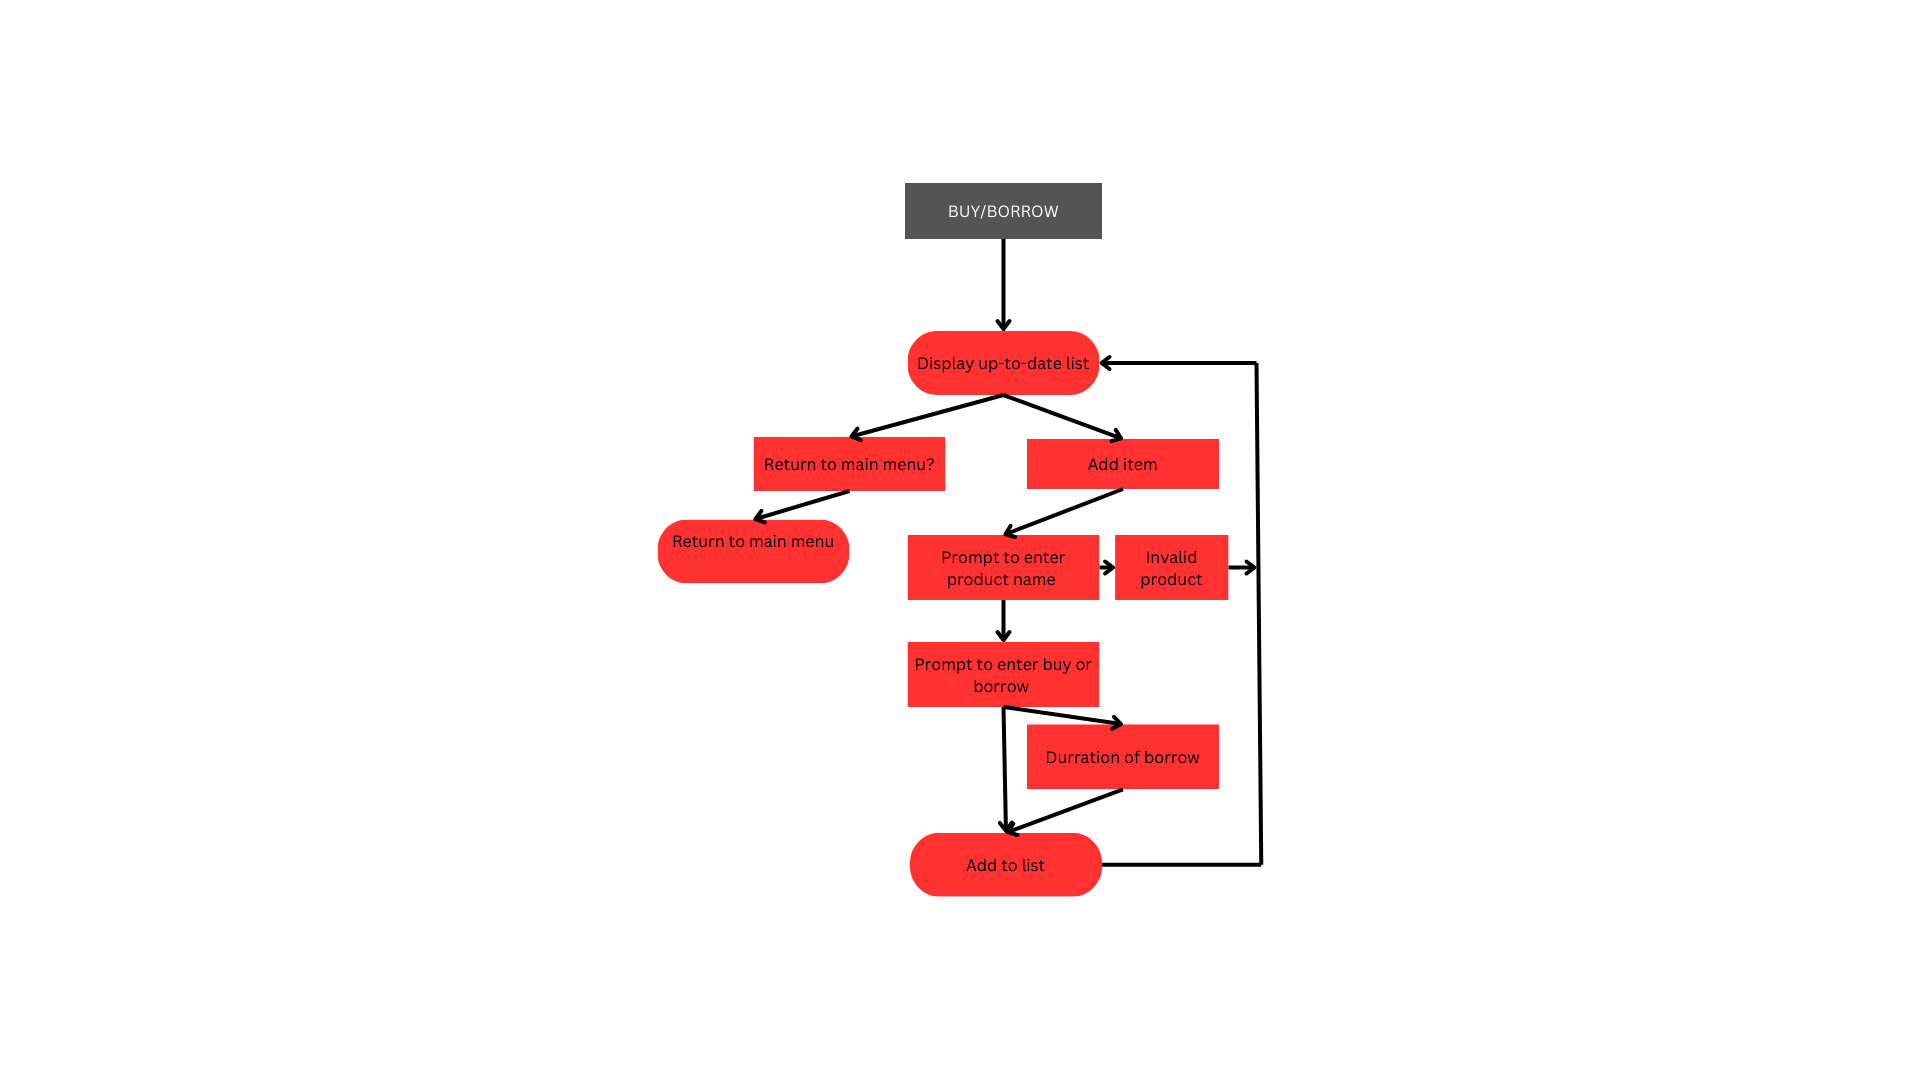 BUY/BORROW
Display up-to-date list
Return to main menu?
Add item
Return to main menu
Prompt to enter
product name
Invalid
product
Prompt to enter buy or
borrow
Durration of borrow
Add to list